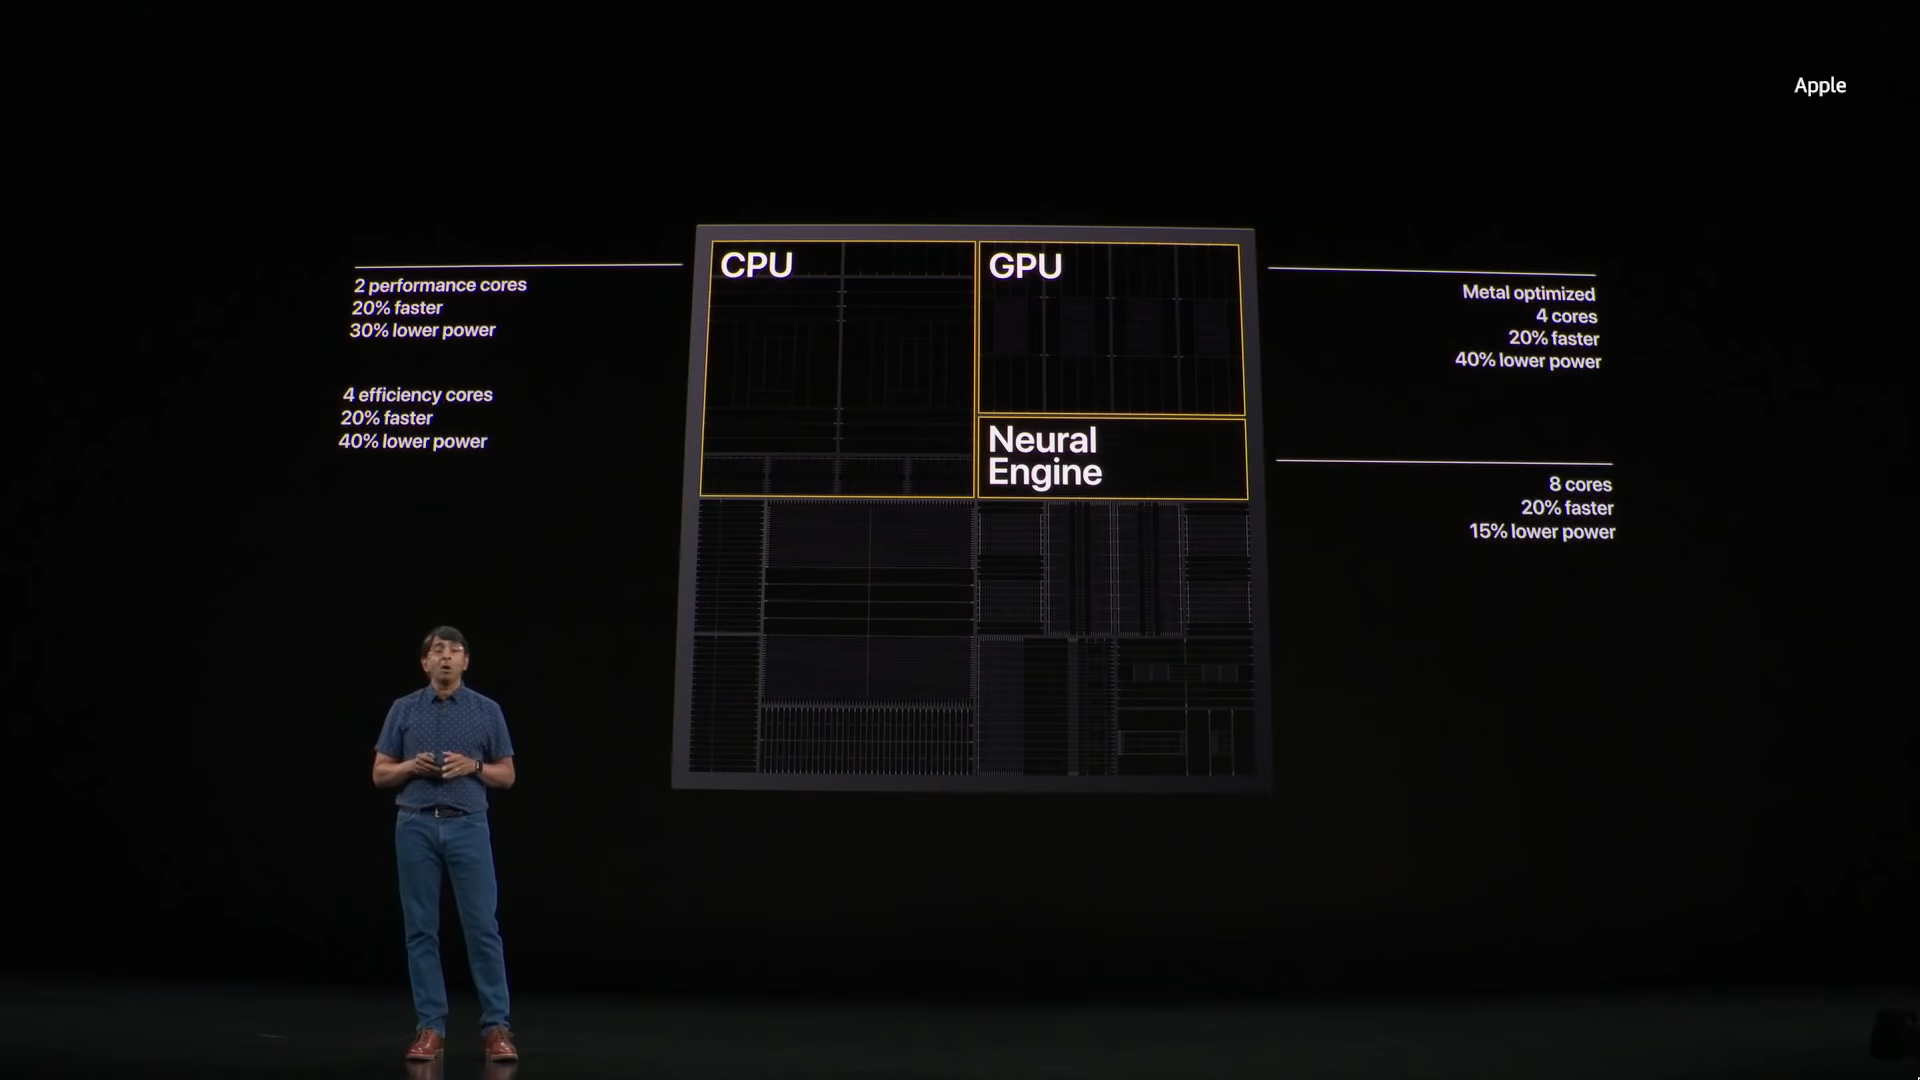 Apple
CPU
2 performance cores
20% faster
30% lower power
4 efficiency cores
20% faster
40% lower power
GPU
Metal optimized
4 cores
20% faster
40% lower power
Neural
Engine
8 cores
20% faster
15% lower power